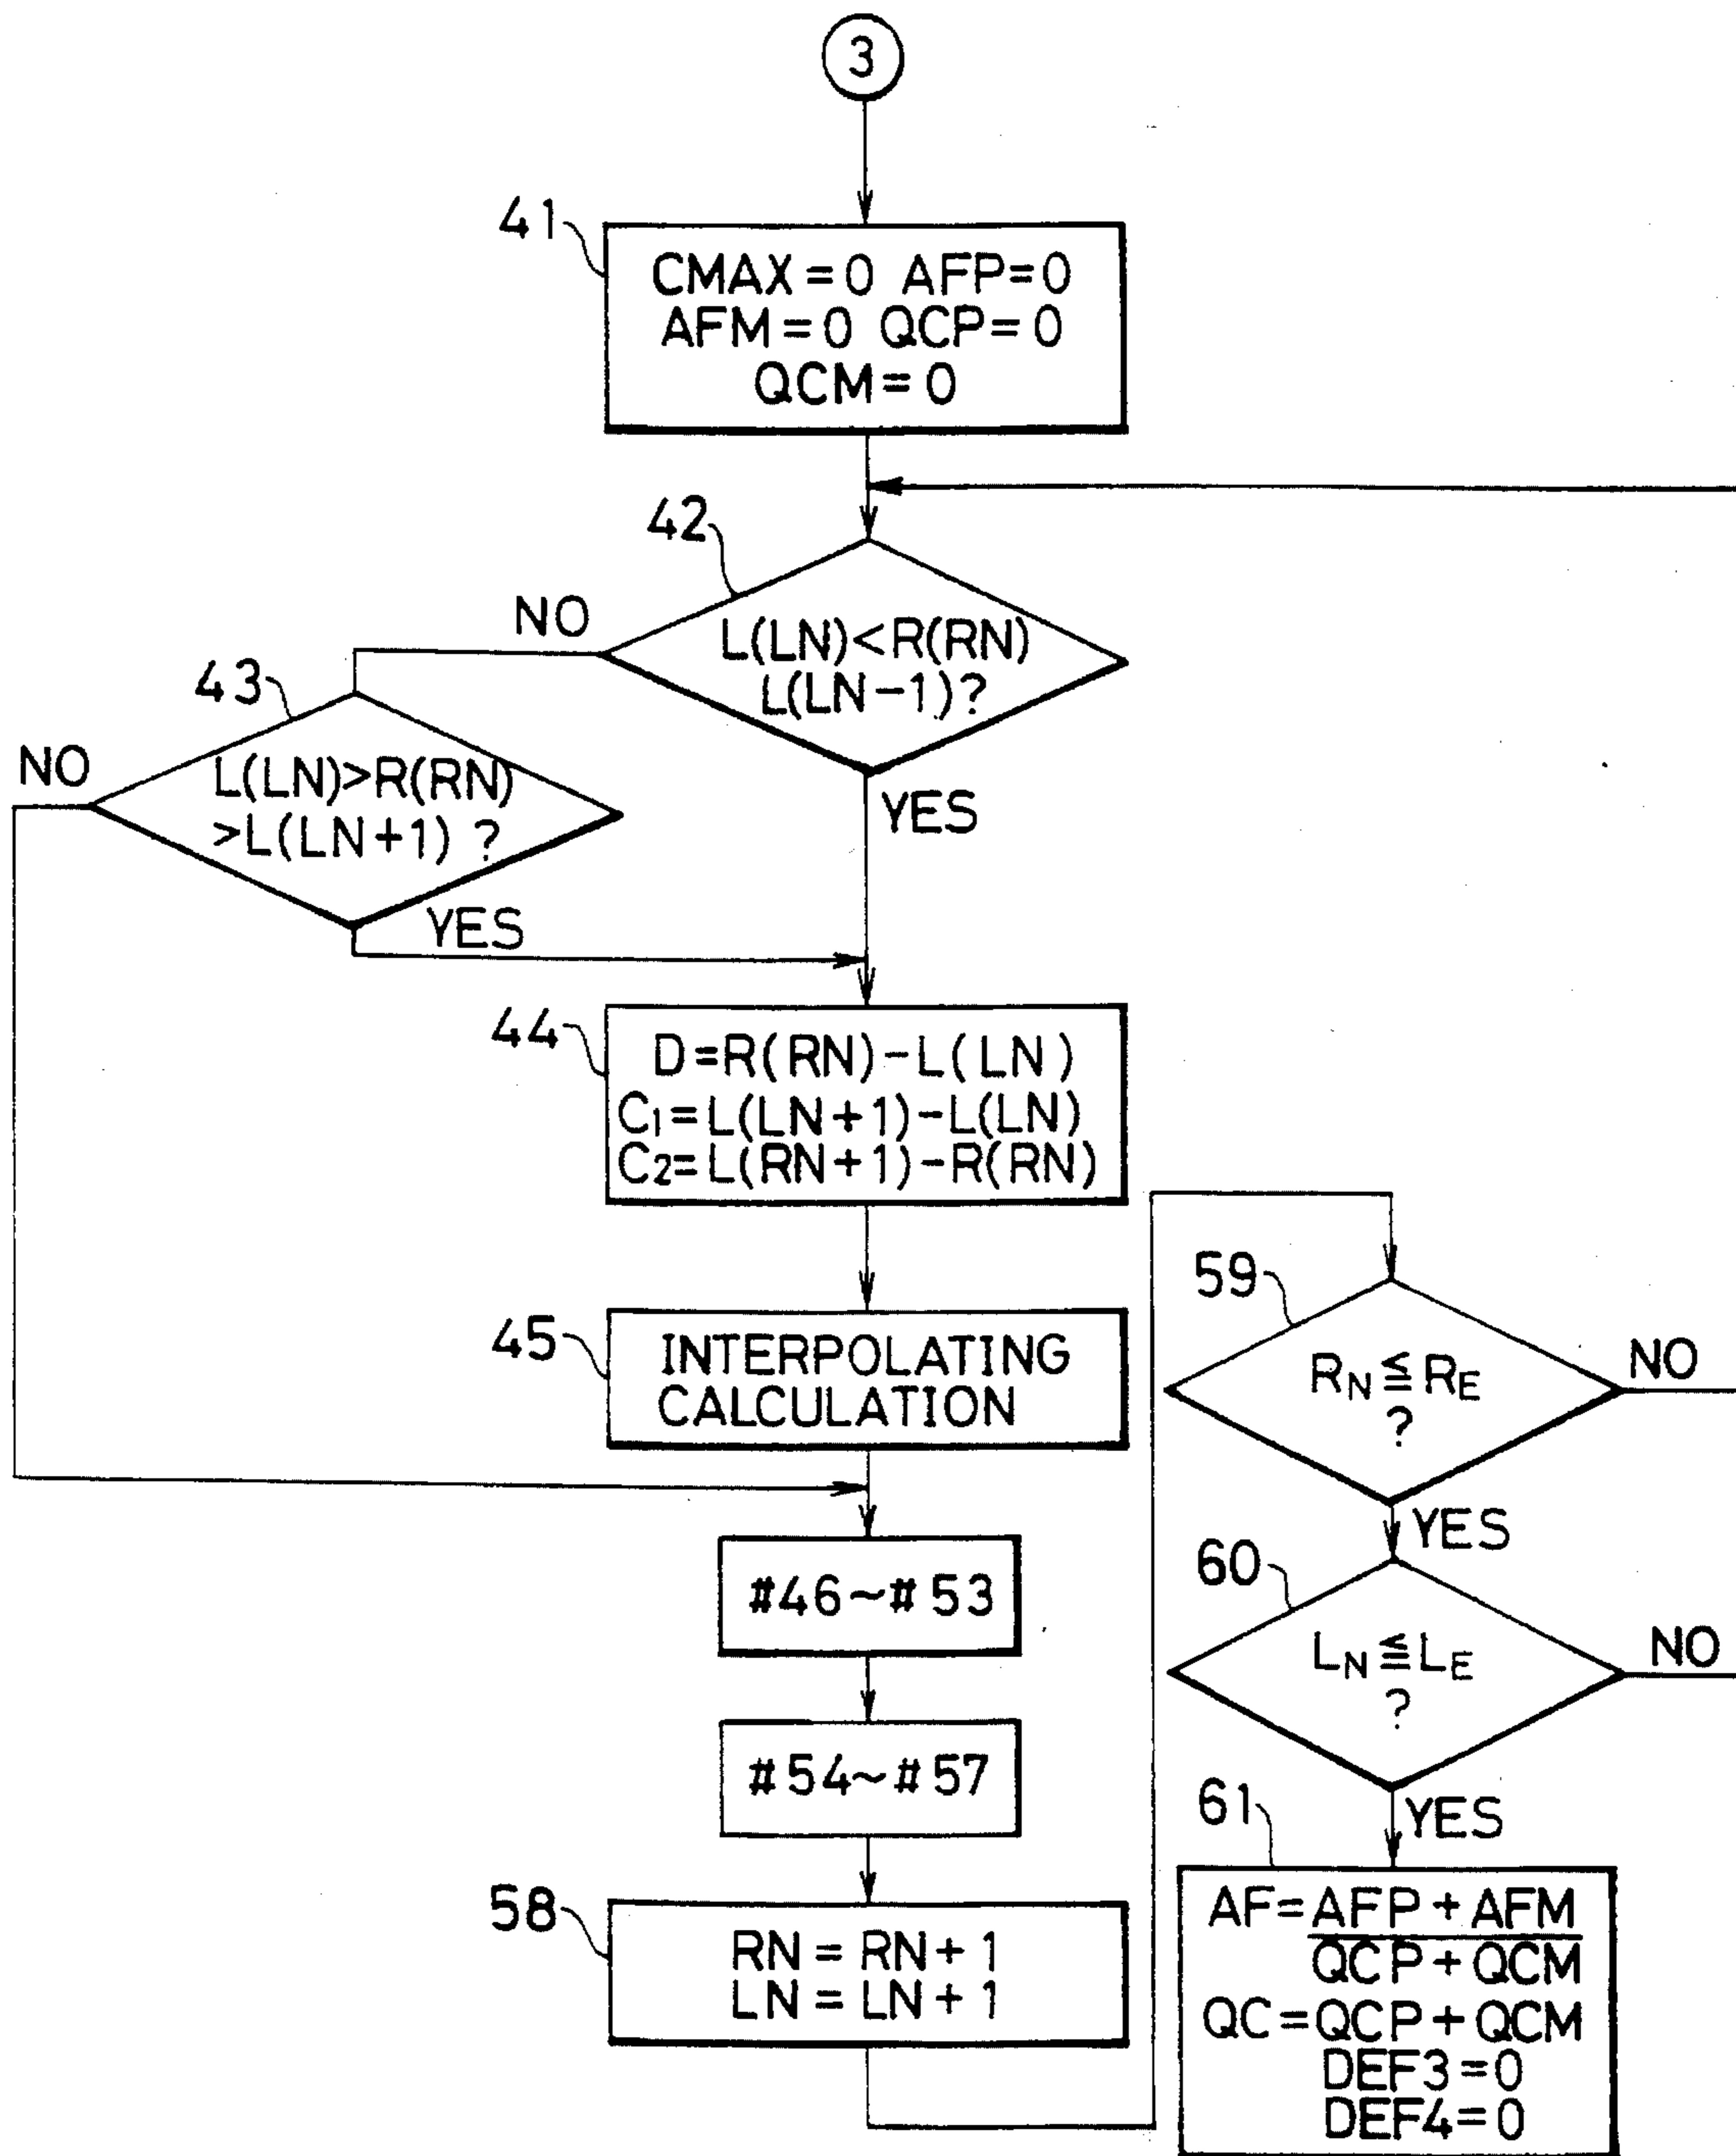 3
41
CMAX=0 AFP=0
AFM=0 QCP=0
QCM=0
42
NO
L(LN)<R(RN)
L(LN-1)?
YES
43
NO
L(LN)>R(RN)
>L(LN+1) ?
YES
44
D=R(RN)-L(LN)
C1=L(LN+1)-L(LN)
C2=L(RN+1)-R(RN)
45
INTERPOLATING
CALCULATION
#46~#53
#54~#57
58
RN=RN+1
LN=LN+1
59
RN≦RE
?
NO
YES
60
LN≦LE
?
NO
YES
61
AF=AFP+AFM
QCP+QCM
QC=QCP+QCM
DEF3=0
DEF4=0